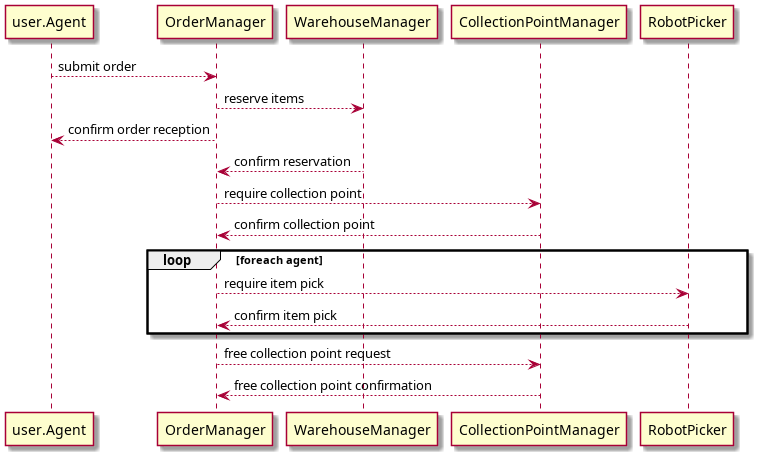 user.Agent OrderManager WarehouseManager CollectionPointManager RobotPicker
submit order
reserve items
confirm order reception
confirm reservation
require collection point
confirm collection point
loop [foreach agent]
require item pick
confirm item pick
free collection point request
free collection point confirmation
user.Agent OrderManager WarehouseManager CollectionPointManager RobotPicker